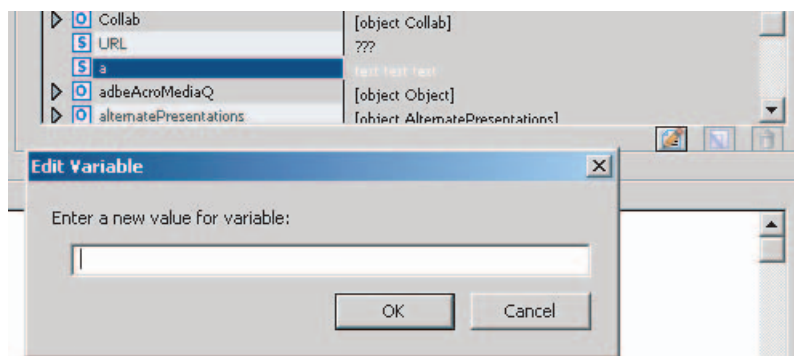 O Collab [object Collab]
S URL ???
S a test test test
O adbeAcroMediaQ [object Object]
O alternatePresentations [object AlternatePresentations]
Edit Variable
Enter a new value for variable:
OK Cancel